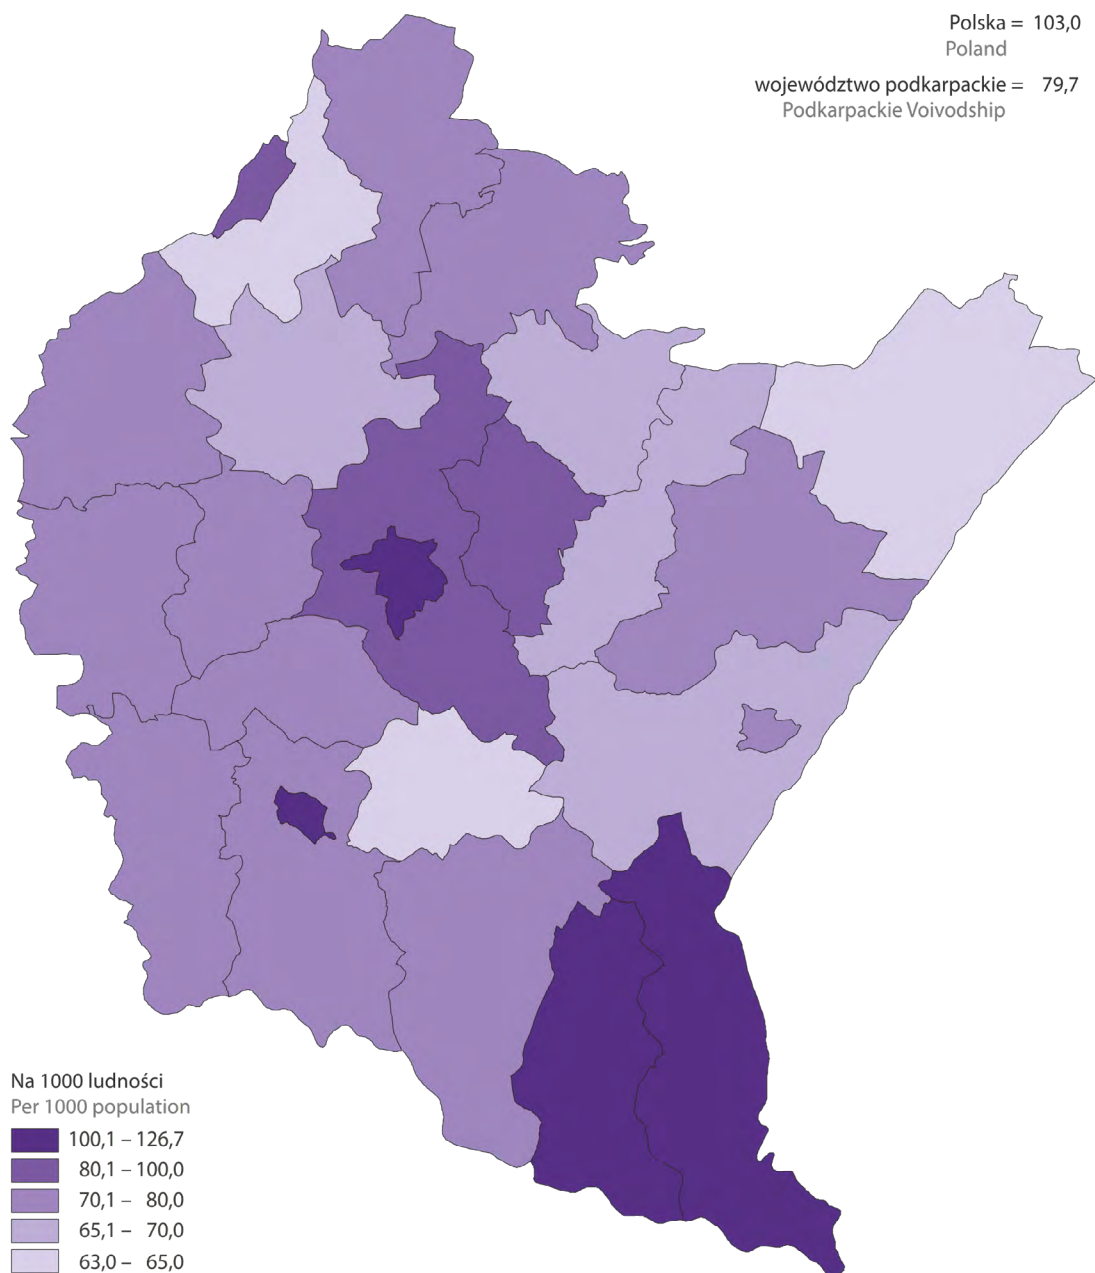 Polska = 103,0
Poland
województwo podkarpackie = 79,7
Podkarpackie Voivodship
Na 1000 ludności
Per 1000 population
100,1 – 126,7
80,1 – 100,0
70,1 – 80,0
65,1 – 70,0
63,0 – 65,0